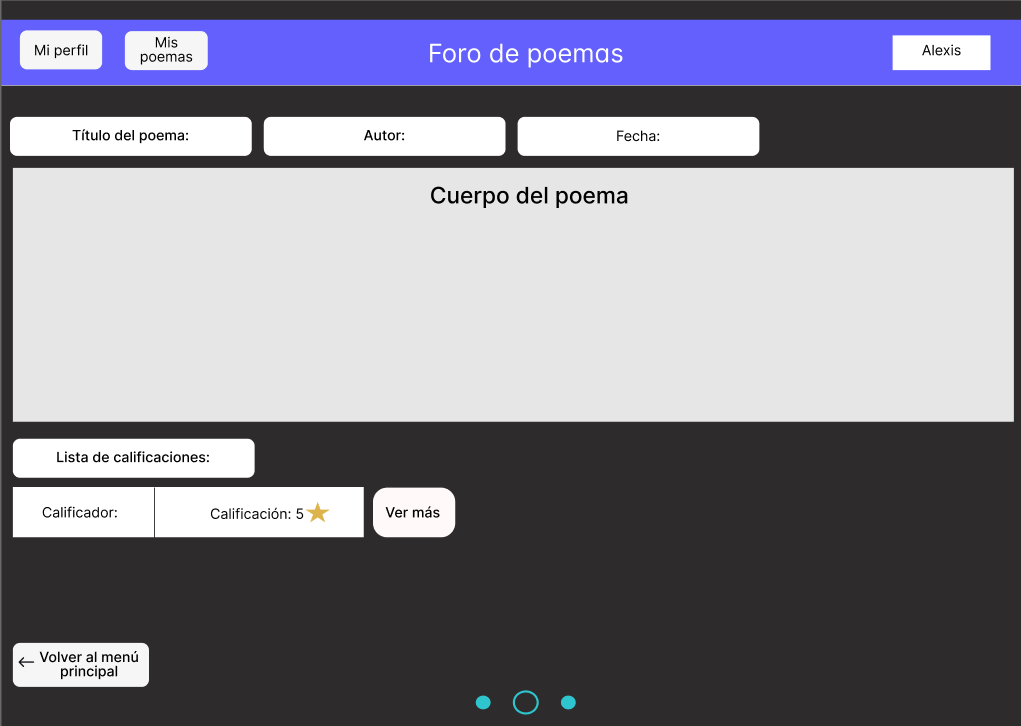 Mi perfil
Mis
poemas
Foro de poemas
Alexis
Título del poema:
Autor:
Fecha:
Cuerpo del poema
Lista de calificaciones:
Calificador:
Calificación: 5
Ver más
← Volver al menú
principal